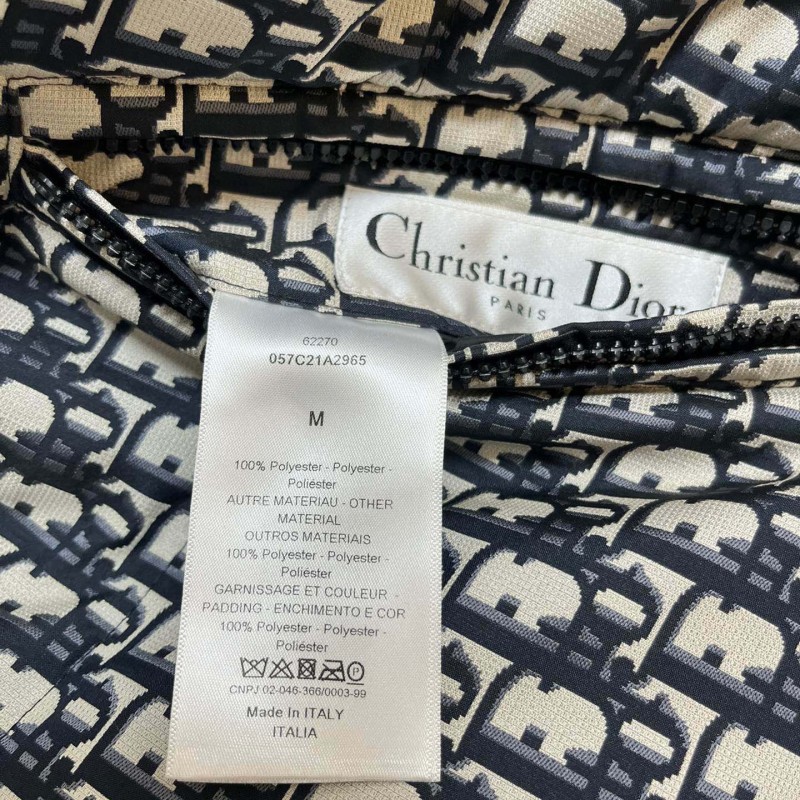 Christian Dior
PARIS
62270
057C21A2965
M
100% Polyester - Polyester -
Poliéster
AUTRE MATERIAU - OTHER
MATERIAL
OUTROS MATERIAIS
100% Polyester - Polyester -
Poliéster
GARNISSAGE ET COULEUR -
PADDING - ENCHIMENTO E COR
100% Polyester - Polyester -
Poliéster
CNPJ 02-046-366/0003-99
Made In ITALY
ITALIA